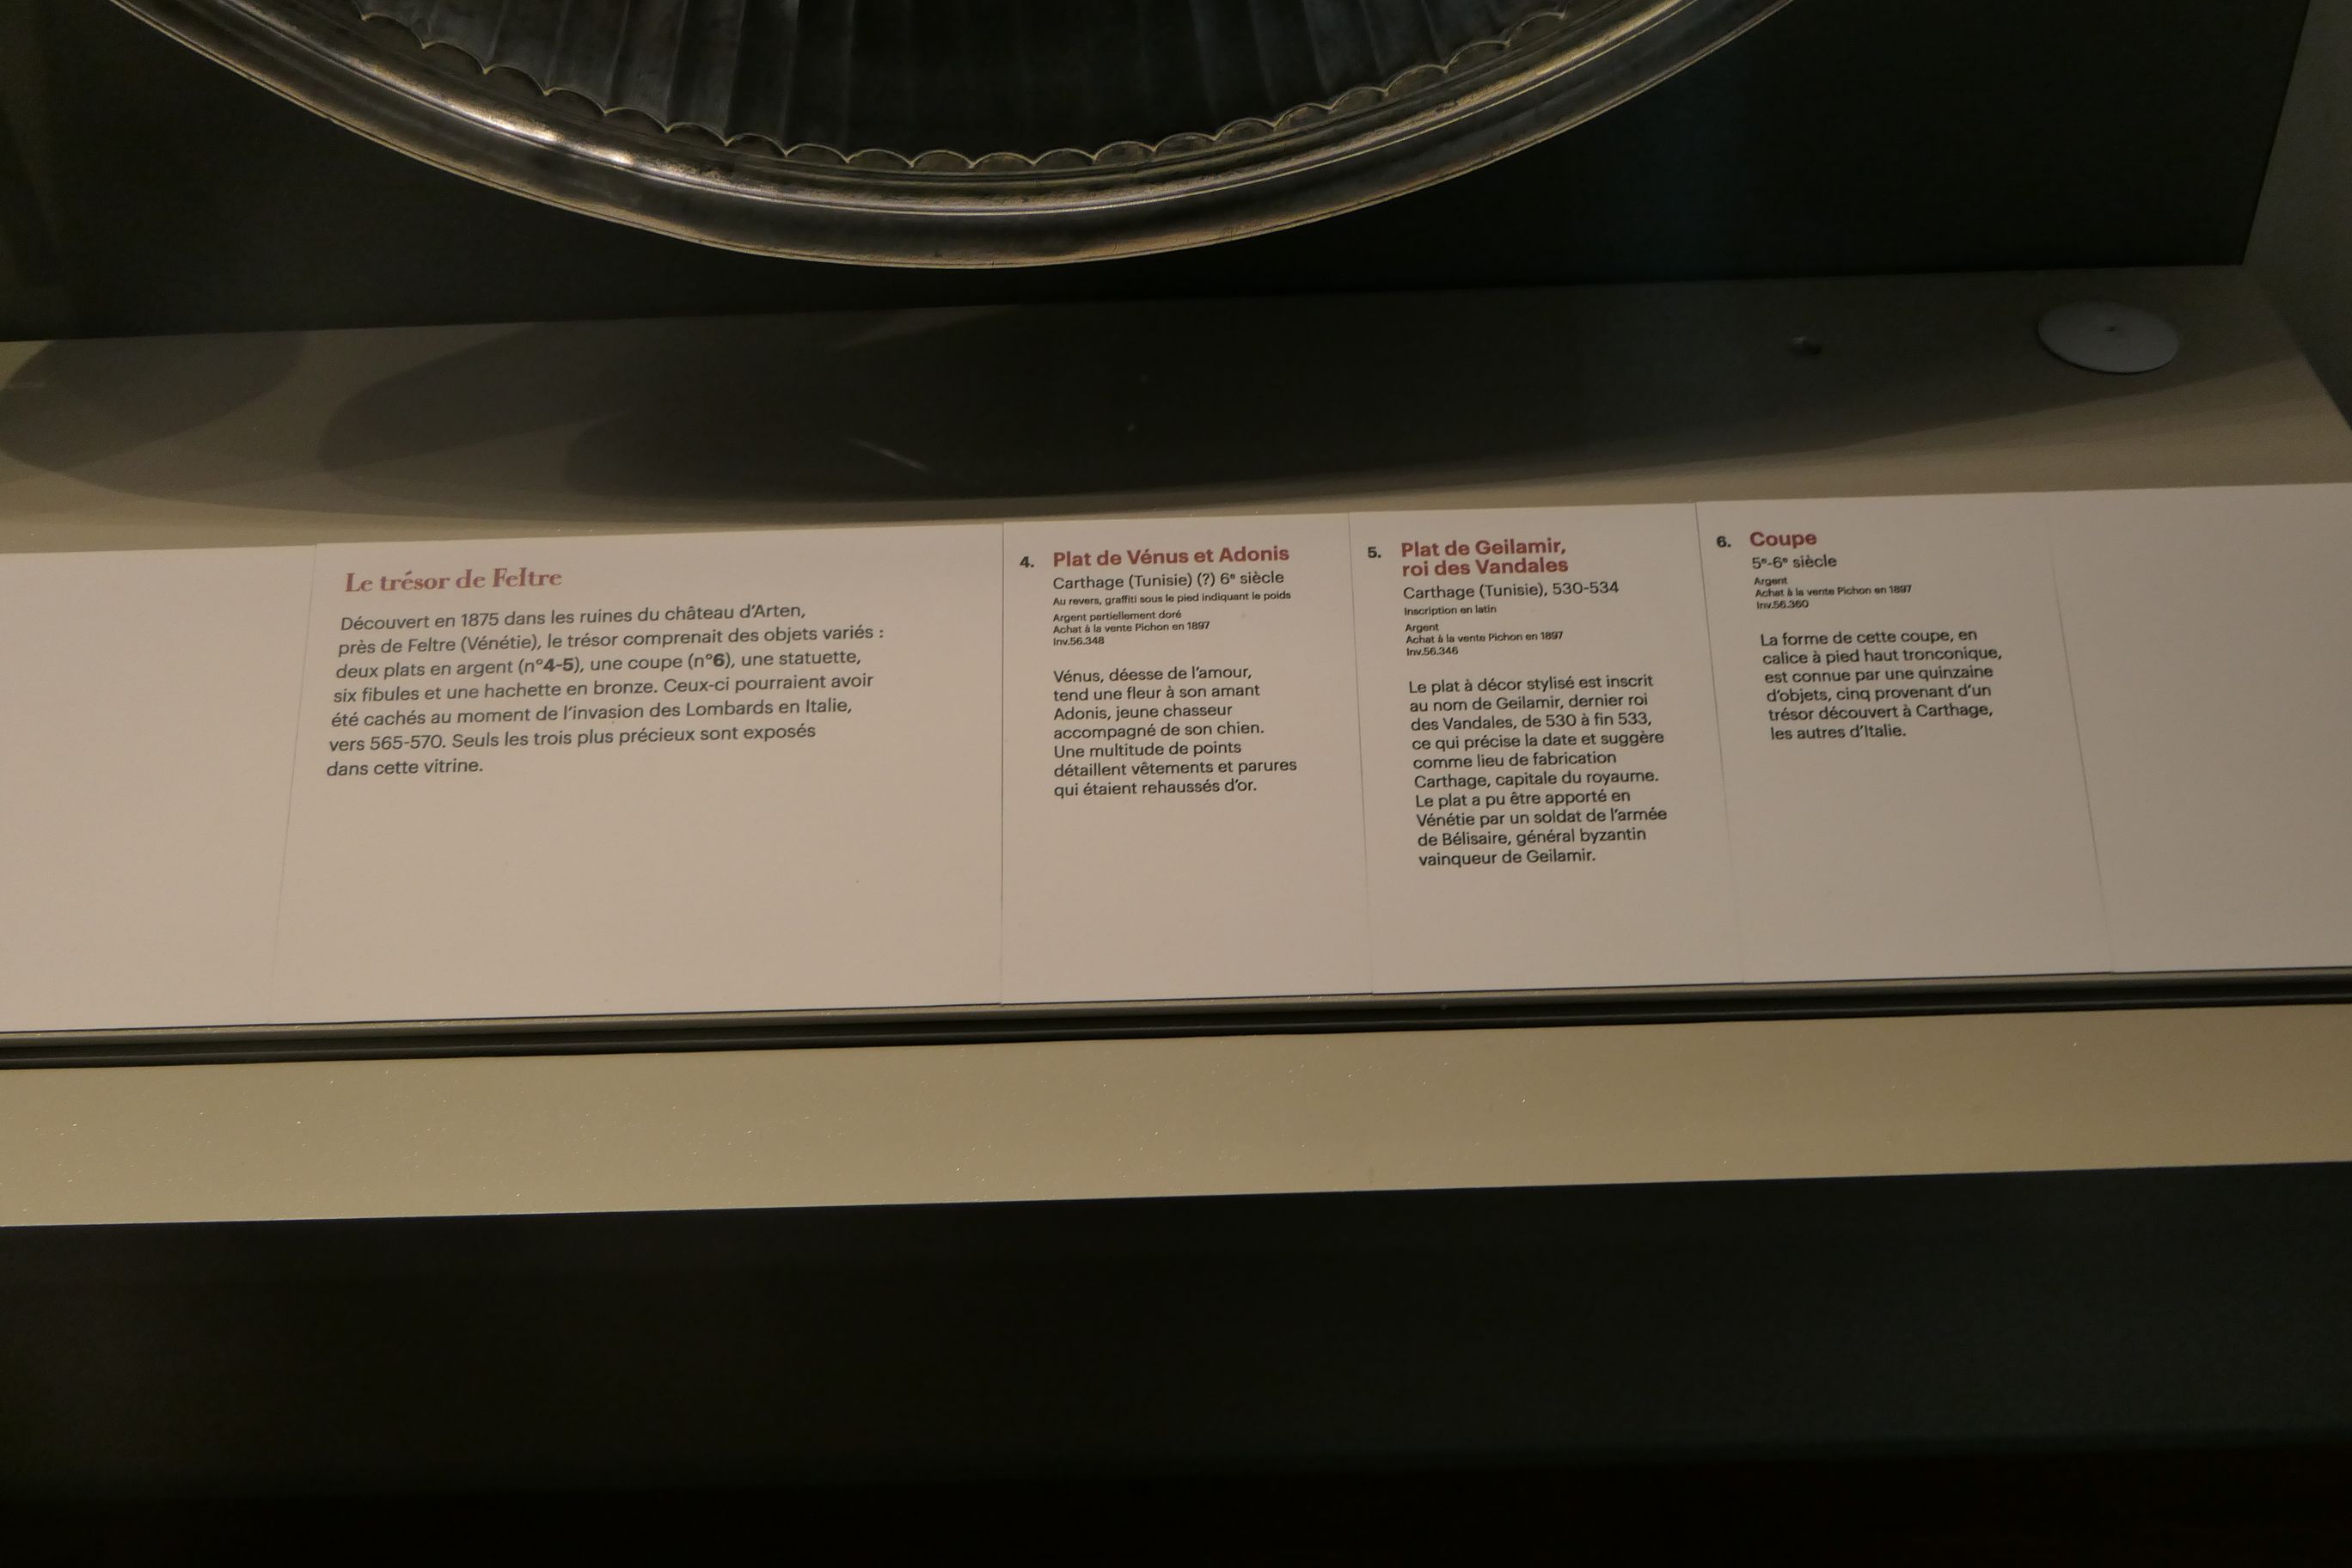 Le trésor de Feltre
Découvert en 1875 dans les ruines du château d'Arten,
près de Feltre (Vénétie), le trésor comprenait des objets variés :
deux plats en argent (n°4-5), une coupe (n°6), une statuette,
six fibules et une hachette en bronze. Ceux-ci pourraient avoir
été cachés au moment de l'invasion des Lombards en Italie,
vers 565-570. Seuls les trois plus précieux sont exposés
dans cette vitrine.
4. Plat de Vénus et Adonis
Carthage (Tunisie) (?) 6e siècle
Au revers, graffiti sous le pied indiquant le poids
Argent partiellement doré
Achat à la vente Pichon en 1897
Inv.56.348
Vénus, déesse de l'amour,
tend une fleur à son amant
Adonis, jeune chasseur
accompagné de son chien.
Une multitude de points
détaillent vêtements et parures
qui étaient rehaussés d'or.
5. Plat de Geilamir,
roi des Vandales
Carthage (Tunisie), 530-534
Inscription en latin
Argent
Achat à la vente Pichon en 1897
Inv.56.346
Le plat à décor stylisé est inscrit
au nom de Geilamir, dernier roi
des Vandales, de 530 à fin 533,
ce qui précise la date et suggère
comme lieu de fabrication
Carthage, capitale du royaume.
Le plat a pu être apporté en
Vénétie par un soldat de l'armée
de Bélisaire, général byzantin
vainqueur de Geilamir.
6. Coupe
5e-6e siècle
Argent
Achat à la vente Pichon en 1897
Inv.56.360
La forme de cette coupe, en
calice à pied haut tronconique,
est connue par une quinzaine
d'objets, cinq provenant d'un
trésor découvert à Carthage,
les autres d'Italie.